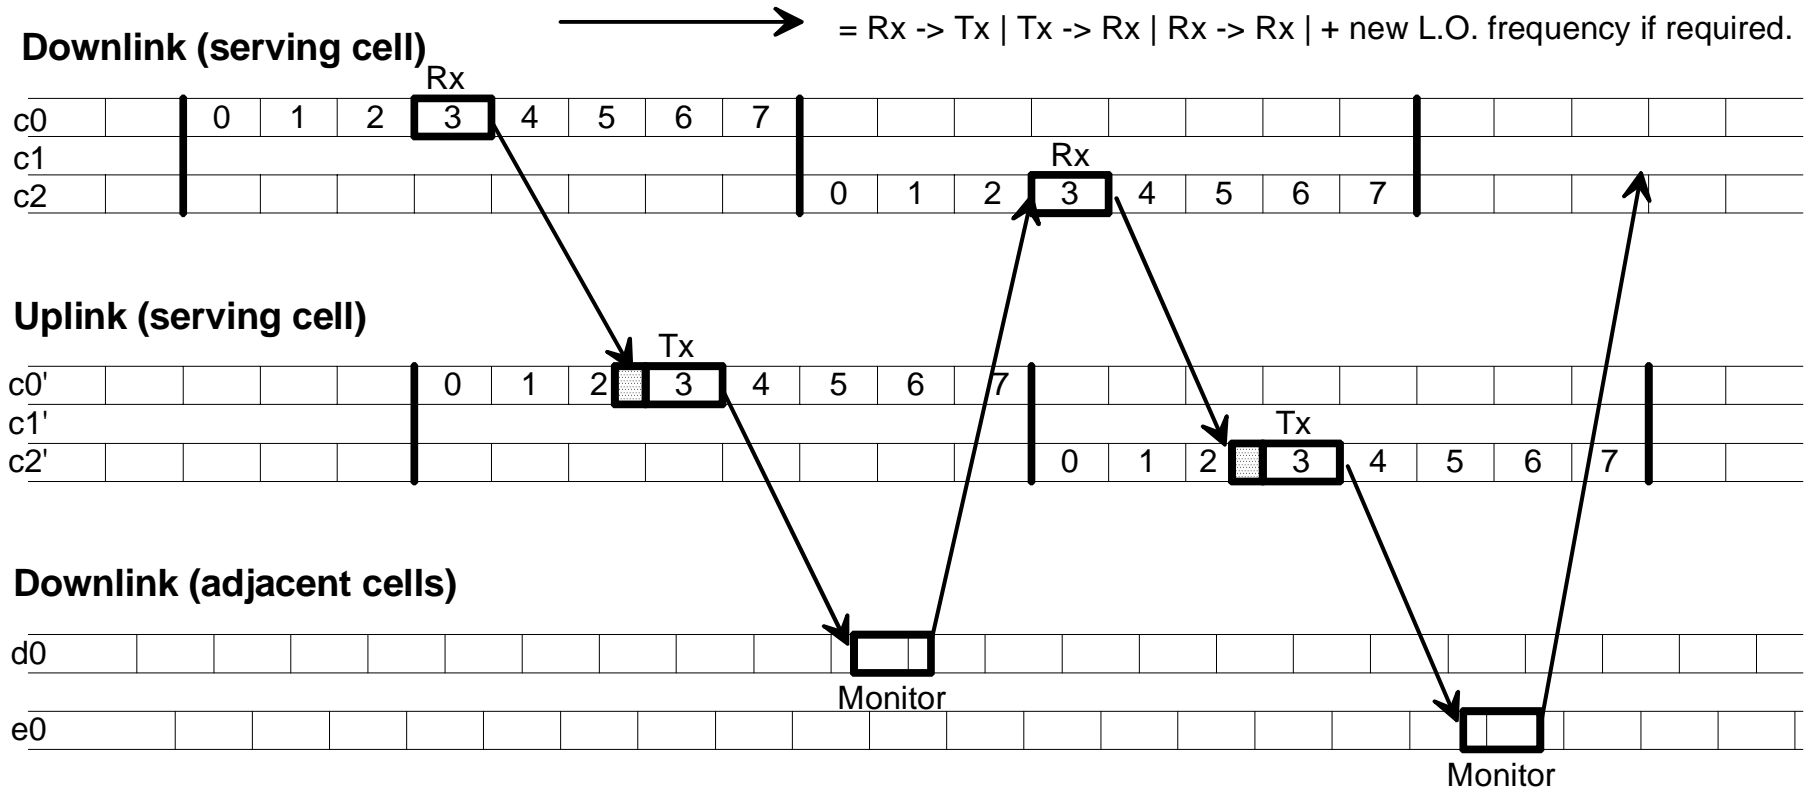 = Rx -> Tx | Tx -> Rx | Rx -> Rx | + new L.O. frequency if required.
Downlink (serving cell)
Rx
c0 0 1 2 3 4 5 6 7
c1 Rx
c2 0 1 2 3 4 5 6 7
Uplink (serving cell)
Tx
c0' 0 1 2 3 4 5 6 7
c1' Tx
c2' 0 1 2 3 4 5 6 7
Downlink (adjacent cells)
d0
Monitor
e0
Monitor